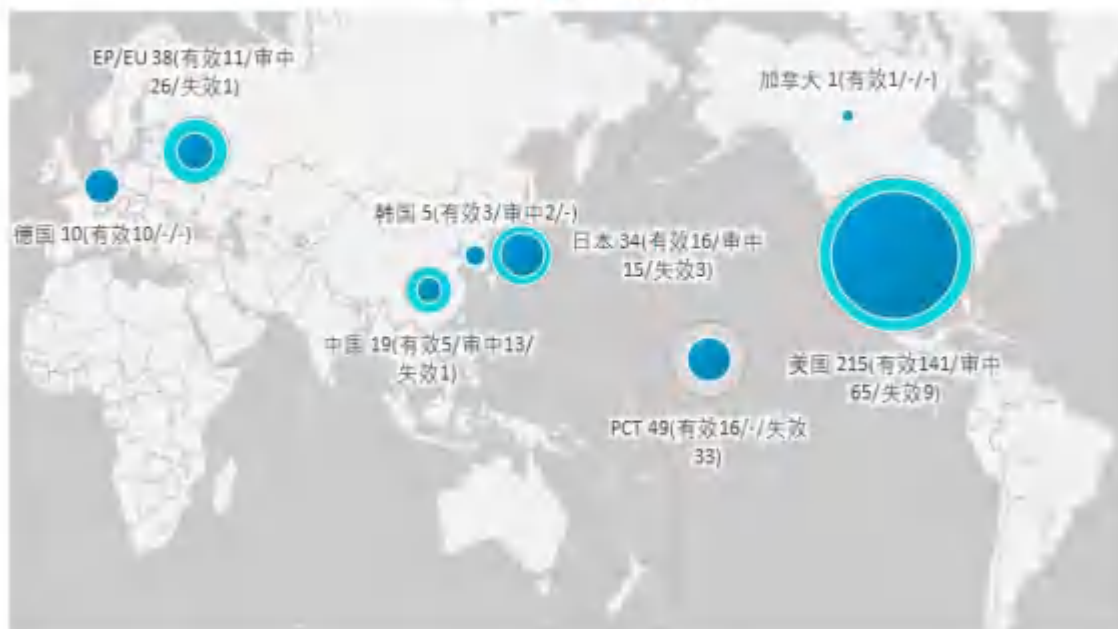 EP/EU 38(有效11/审中
26/失效1)
加拿大 1(有效1/-/-)
德国 10(有效10/-/-)
韩国 5(有效3/审中2/-)
日本 34(有效16/审中
15/失效3)
中国 19(有效5/审中13/
失效1)
美国 215(有效141/审中
65/失效9)
PCT 49(有效16/-/失效
33)